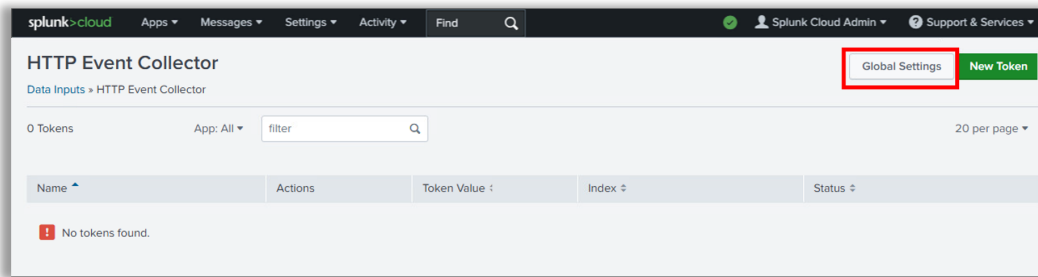 splunk>cloud Apps ▾ Messages ▾ Settings ▾ Activity ▾ Find Splunk Cloud Admin ▾ Support & Services ▾
HTTP Event Collector Global Settings New Token
Data Inputs » HTTP Event Collector
0 Tokens App: All ▾ filter 20 per page ▾
Name Actions Token Value Index Status
No tokens found.